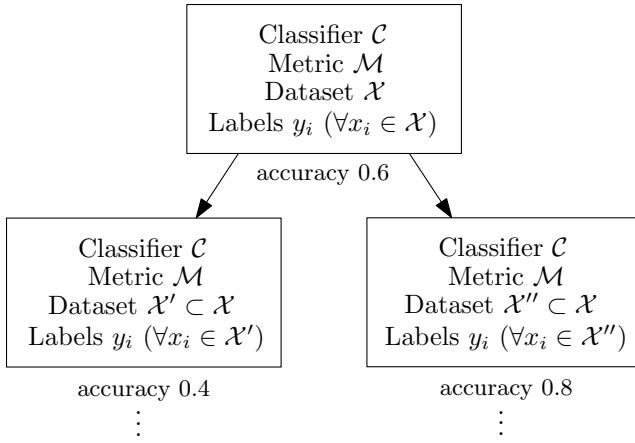 Classifier 𝒞
Metric ℳ
Dataset 𝒳
Labels yᵢ (∀xᵢ ∈ 𝒳)
accuracy 0.6
Classifier 𝒞
Metric ℳ
Dataset 𝒳′ ⊂ 𝒳
Labels yᵢ (∀xᵢ ∈ 𝒳′)
accuracy 0.4
⋮
Classifier 𝒞
Metric ℳ
Dataset 𝒳″ ⊂ 𝒳
Labels yᵢ (∀xᵢ ∈ 𝒳″)
accuracy 0.8
⋮